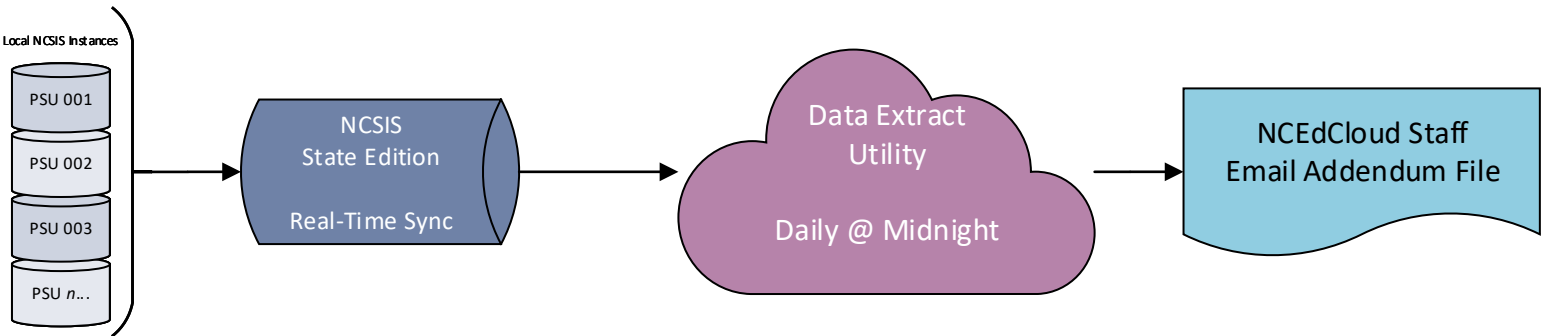 Local NCSIS Instances
PSU 001
PSU 002
PSU 003
PSU n...
NCSIS
State Edition
Real-Time Sync
Data Extract
Utility
Daily @ Midnight
NCEdCloud Staff
Email Addendum File